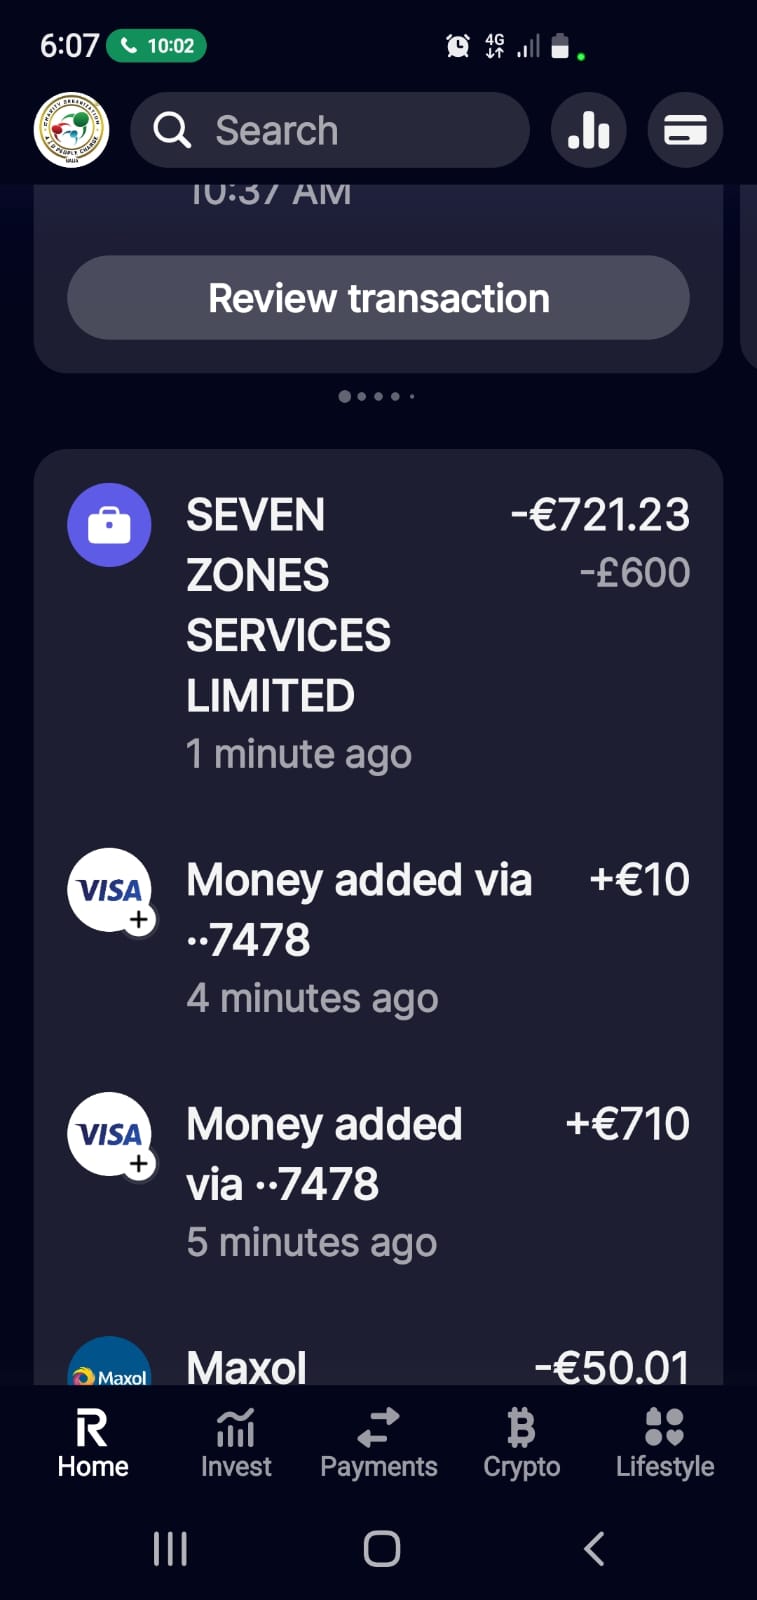 6:07 10:02 4G
Search
10:37 AM
Review transaction
SEVEN -€721.23
ZONES -£600
SERVICES
LIMITED
1 minute ago
VISA Money added via +€10
··7478
4 minutes ago
VISA Money added +€710
via ··7478
5 minutes ago
Maxol Maxol -€50.01
Home Invest Payments Crypto Lifestyle